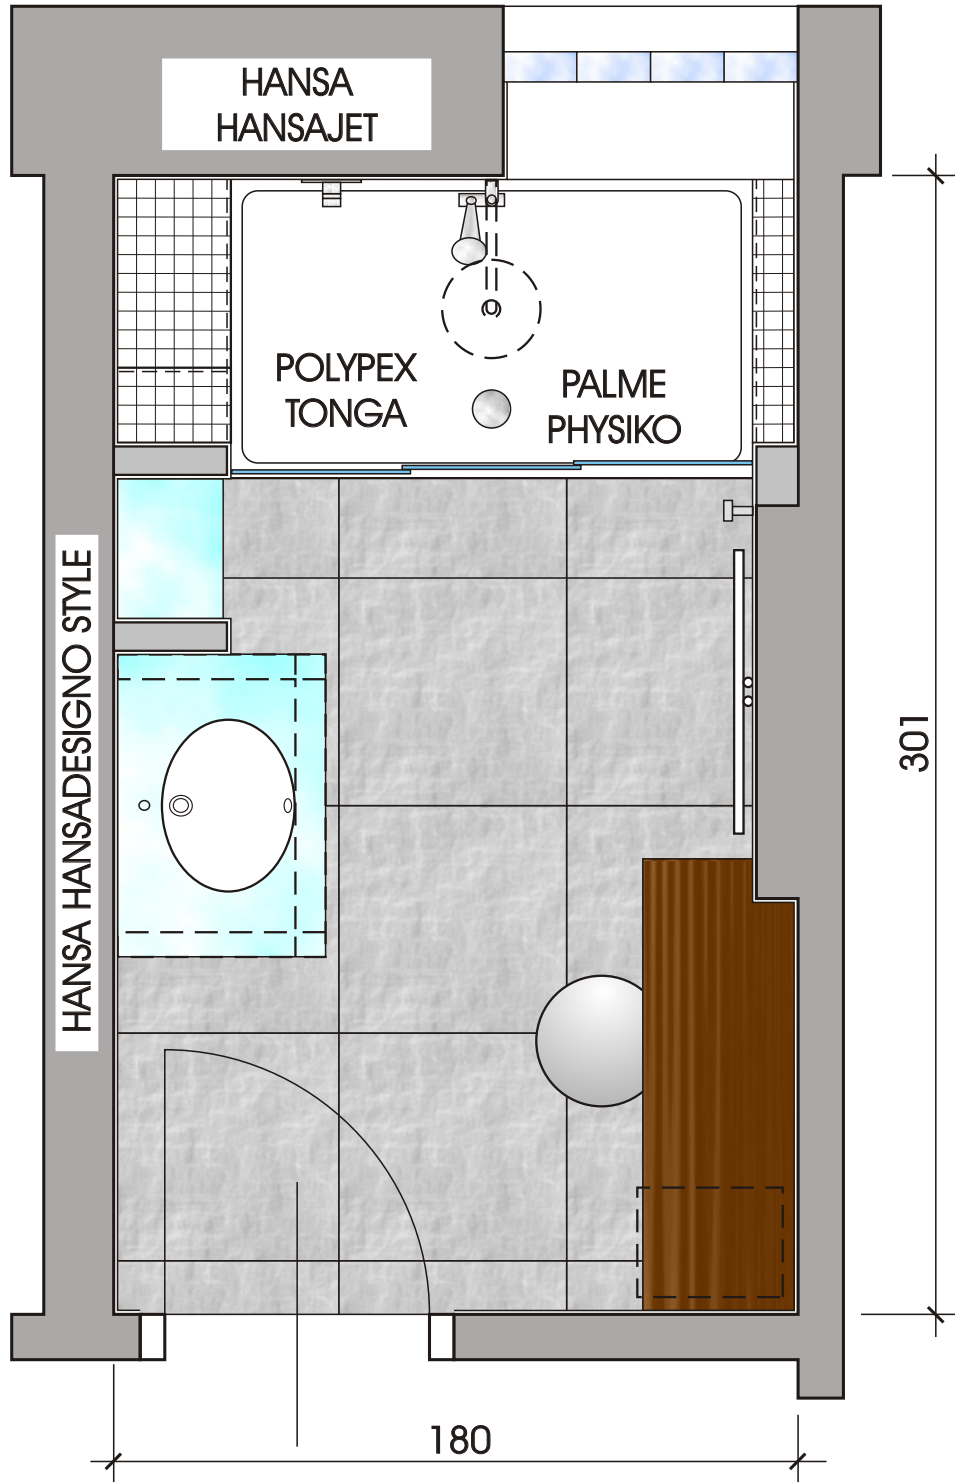 HANSA
HANSAJET
POLYPEX
TONGA
PALME
PHYSIKO
HANSA HANSADESIGNO STYLE
301
180